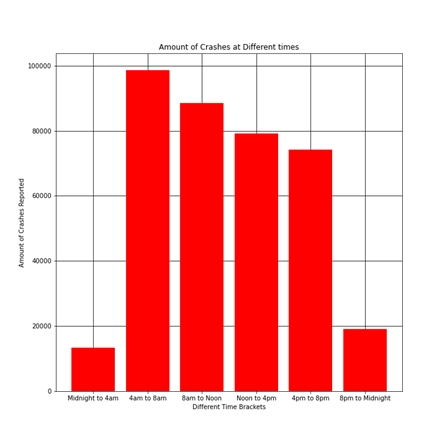 Amount of Crashes at Different times
100000
80000
60000
40000
20000
0
Amount of Crashes Reported
Midnight to 4am 4am to 8am 8am to Noon Noon to 4pm 4pm to 8pm 8pm to Midnight
Different Time Brackets